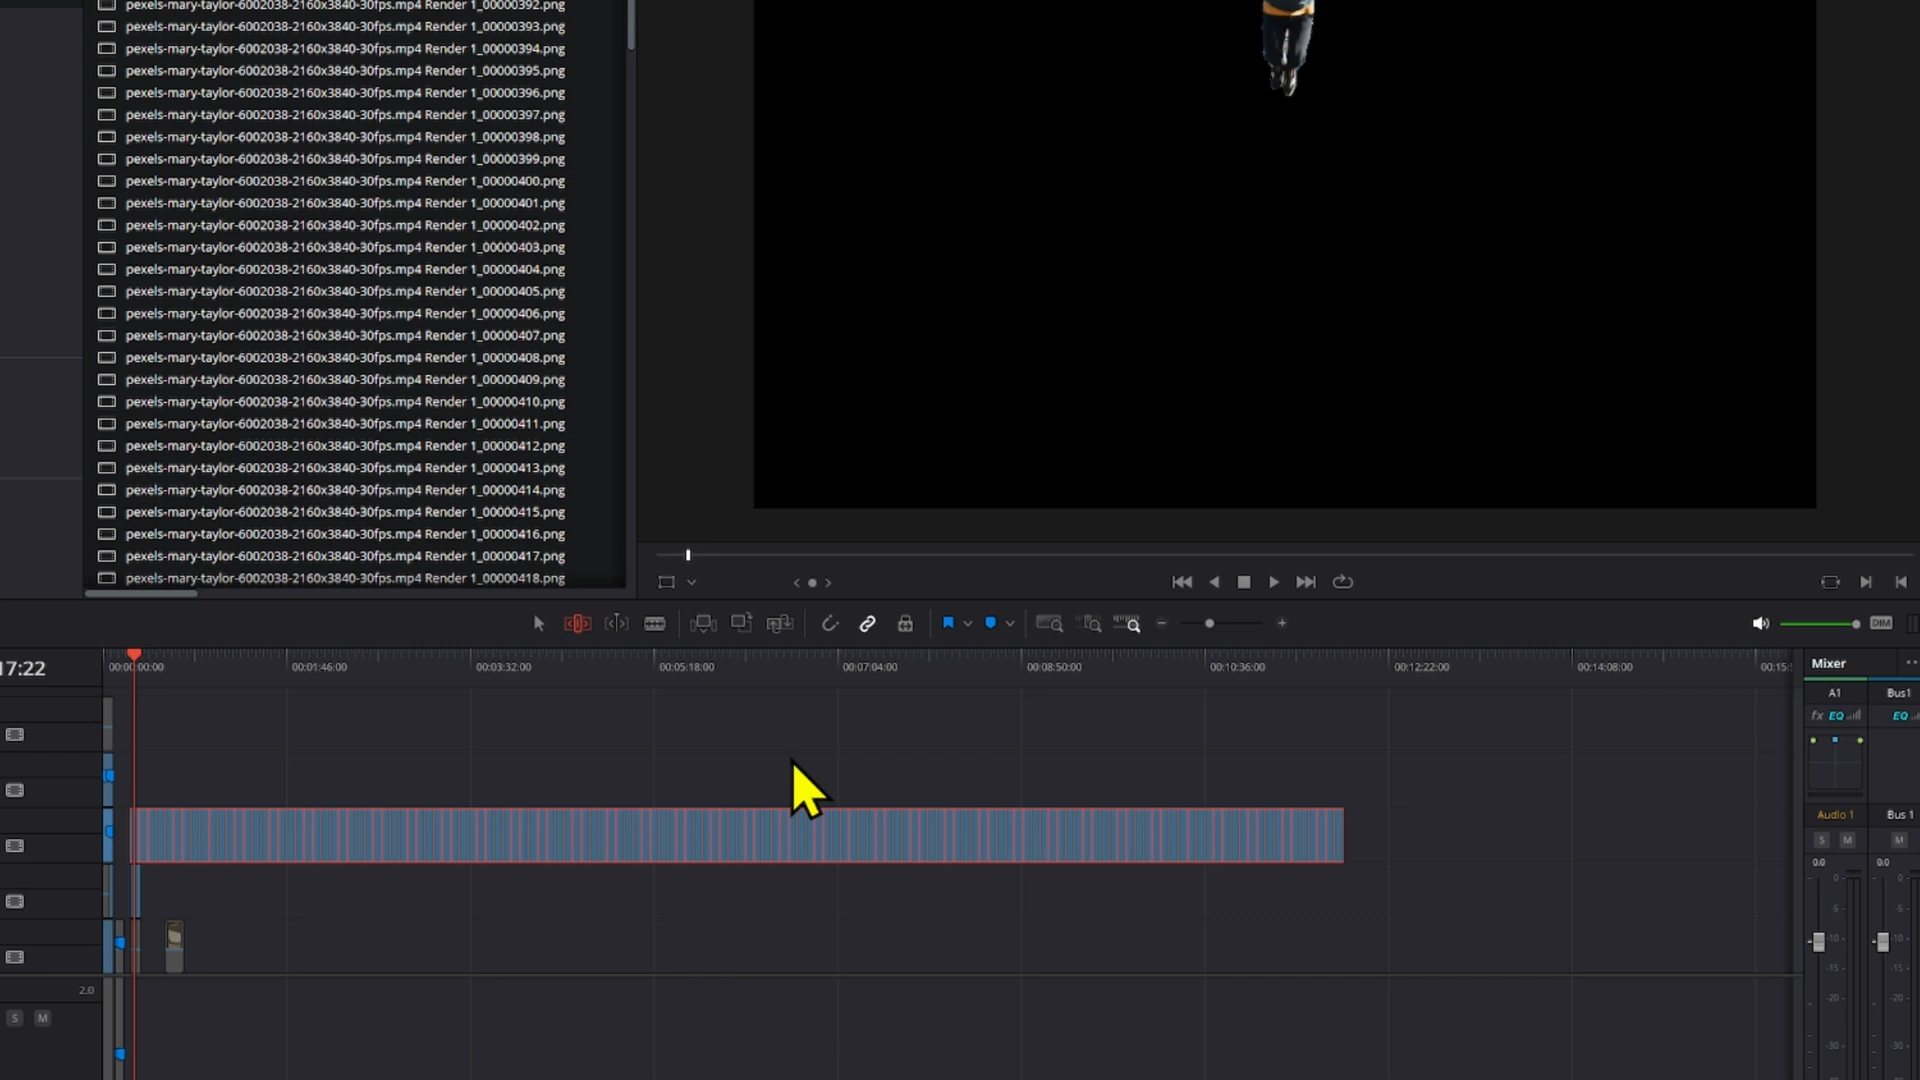 pexels-mary-taylor-6002038-2160x3840-30fps.mp4 Render 1_00000392.png
pexels-mary-taylor-6002038-2160x3840-30fps.mp4 Render 1_00000393.png
pexels-mary-taylor-6002038-2160x3840-30fps.mp4 Render 1_00000394.png
pexels-mary-taylor-6002038-2160x3840-30fps.mp4 Render 1_00000395.png
pexels-mary-taylor-6002038-2160x3840-30fps.mp4 Render 1_00000396.png
pexels-mary-taylor-6002038-2160x3840-30fps.mp4 Render 1_00000397.png
pexels-mary-taylor-6002038-2160x3840-30fps.mp4 Render 1_00000398.png
pexels-mary-taylor-6002038-2160x3840-30fps.mp4 Render 1_00000399.png
pexels-mary-taylor-6002038-2160x3840-30fps.mp4 Render 1_00000400.png
pexels-mary-taylor-6002038-2160x3840-30fps.mp4 Render 1_00000401.png
pexels-mary-taylor-6002038-2160x3840-30fps.mp4 Render 1_00000402.png
pexels-mary-taylor-6002038-2160x3840-30fps.mp4 Render 1_00000403.png
pexels-mary-taylor-6002038-2160x3840-30fps.mp4 Render 1_00000404.png
pexels-mary-taylor-6002038-2160x3840-30fps.mp4 Render 1_00000405.png
pexels-mary-taylor-6002038-2160x3840-30fps.mp4 Render 1_00000406.png
pexels-mary-taylor-6002038-2160x3840-30fps.mp4 Render 1_00000407.png
pexels-mary-taylor-6002038-2160x3840-30fps.mp4 Render 1_00000408.png
pexels-mary-taylor-6002038-2160x3840-30fps.mp4 Render 1_00000409.png
pexels-mary-taylor-6002038-2160x3840-30fps.mp4 Render 1_00000410.png
pexels-mary-taylor-6002038-2160x3840-30fps.mp4 Render 1_00000411.png
pexels-mary-taylor-6002038-2160x3840-30fps.mp4 Render 1_00000412.png
pexels-mary-taylor-6002038-2160x3840-30fps.mp4 Render 1_00000413.png
pexels-mary-taylor-6002038-2160x3840-30fps.mp4 Render 1_00000414.png
pexels-mary-taylor-6002038-2160x3840-30fps.mp4 Render 1_00000415.png
pexels-mary-taylor-6002038-2160x3840-30fps.mp4 Render 1_00000416.png
pexels-mary-taylor-6002038-2160x3840-30fps.mp4 Render 1_00000417.png
pexels-mary-taylor-6002038-2160x3840-30fps.mp4 Render 1_00000418.png
DIM
17:22
00:00:00:00 00:01:46:00 00:03:32:00 00:05:18:00 00:07:04:00 00:08:50:00 00:10:36:00 00:12:22:00 00:14:08:00 00:15:
Mixer
A1 Bus1
fx EQ EQ
Audio 1 Bus 1
S M M
0.0 0.0
0 0
-5 -5
-10 -10
-15 -15
-20 -20
-30 -30
2.0
S M